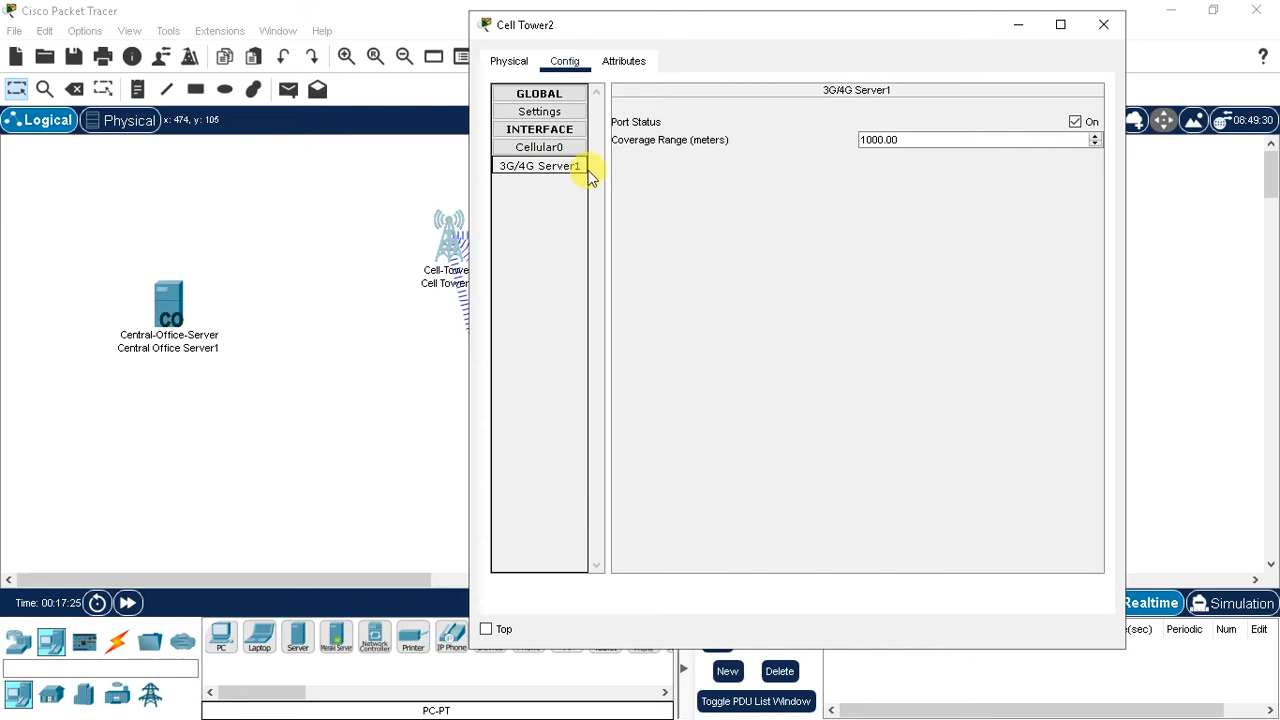 Cisco Packet Tracer
Cell Tower2
File Edit Options View Tools Extensions Window Help
Physical Config Attributes
GLOBAL
Settings
INTERFACE
Cellular0
3G/4G Server1
3G/4G Server1
Port Status
On
Coverage Range (meters)
1000.00
Logical
Physical
x: 474, y: 105
08:49:30
Cell-Towe
Cell Tower
CO
Central-Office-Server
Central Office Server1
Time: 00:17:25
Realtime
Simulation
Top
PC
Laptop
Server
Meraki Server
Network
Controller
Printer
IP Phone
e(sec) Periodic Num Edit
New
Delete
Toggle PDU List Window
PC-PT